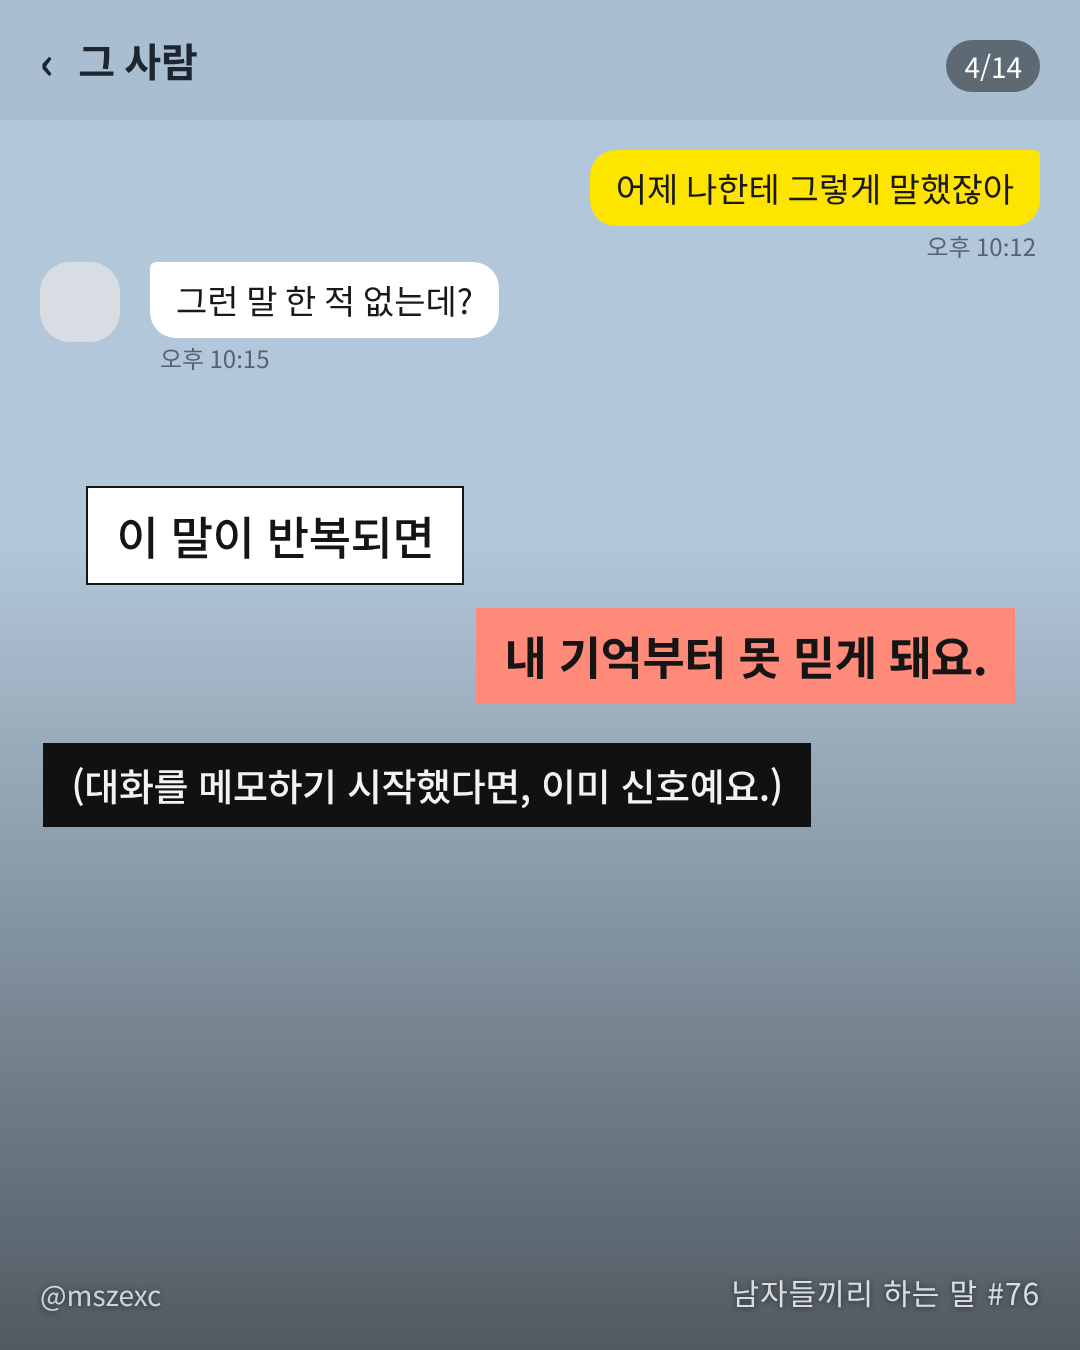 ‹ 그 사람
4/14
어제 나한테 그렇게 말했잖아
오후 10:12
그런 말 한 적 없는데?
오후 10:15
이 말이 반복되면
내 기억부터 못 믿게 돼요.
(대화를 메모하기 시작했다면, 이미 신호예요.)
@mszexc
남자들끼리 하는 말 #76